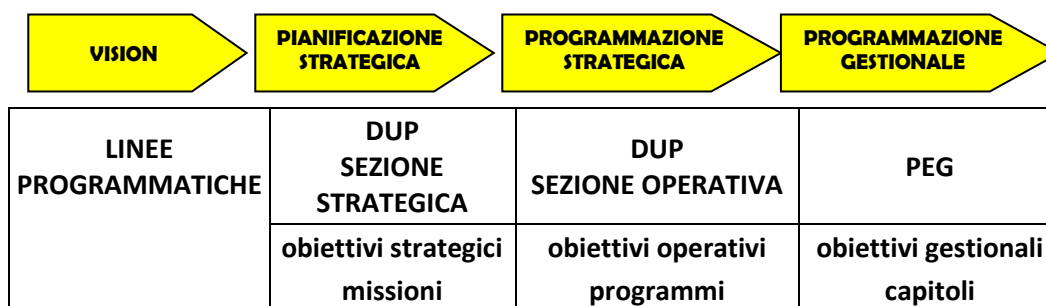 VISION
PIANIFICAZIONE
STRATEGICA
PROGRAMMAZIONE
STRATEGICA
PROGRAMMAZIONE
GESTIONALE
LINEE
PROGRAMMATICHE
DUP
SEZIONE
STRATEGICA
DUP
SEZIONE OPERATIVA
PEG
obiettivi strategici
missioni
obiettivi operativi
programmi
obiettivi gestionali
capitoli